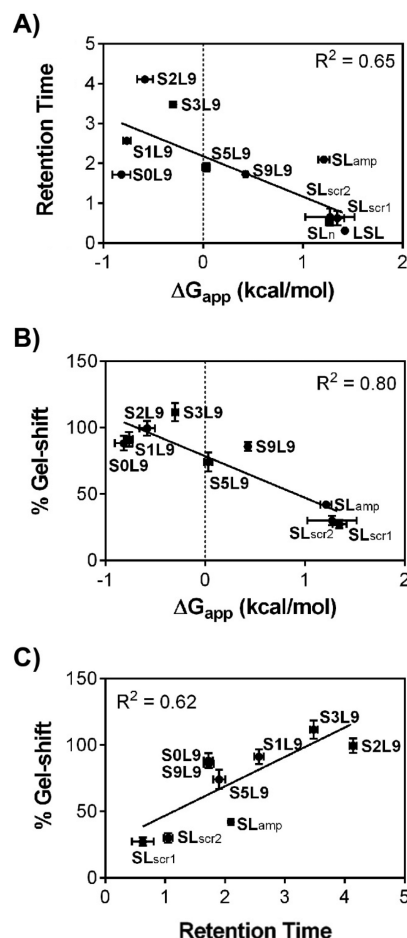 A)
R² = 0.65
Retention Time
5
4
3
2
1
0
S2L9
S3L9
S1L9
S0L9
S5L9
S9L9
SLamp
SLscr2
SLscr1
SLn
LSL
-1
0
1
2
ΔGapp (kcal/mol)
B)
R² = 0.80
% Gel-shift
150
100
50
0
S2L9
S3L9
S1L9
S0L9
S9L9
S5L9
SLamp
SLscr2
SLscr1
-1
0
1
2
ΔGapp (kcal/mol)
C)
R² = 0.62
% Gel-shift
150
100
50
0
S3L9
S1L9
S2L9
S0L9
S9L9
S5L9
SLamp
SLscr2
SLscr1
0
1
2
3
4
5
Retention Time